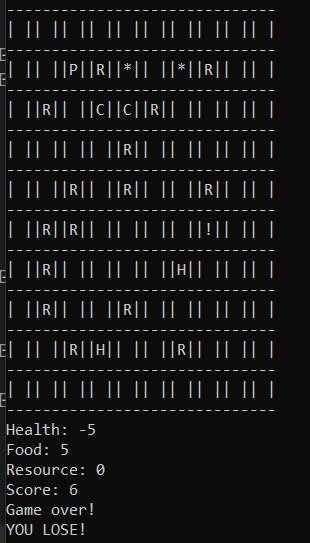 ------------------------------
| || || || || || || || || || |
------------------------------
| || ||P||R||*|| ||*||R|| || |
------------------------------
| ||R|| ||C||C||R|| || || || |
------------------------------
| || || || ||R|| || || || || |
------------------------------
| || ||R|| ||R|| || ||R|| || |
------------------------------
| ||R||R|| || || || ||!|| || |
------------------------------
| ||R|| || || || ||H|| || || |
------------------------------
| ||R|| || ||R|| || || || || |
------------------------------
| || ||R||H|| || ||R|| || || |
------------------------------
| || || || || || || || || || |
------------------------------
Health: -5
Food: 5
Resource: 0
Score: 6
Game over!
YOU LOSE!